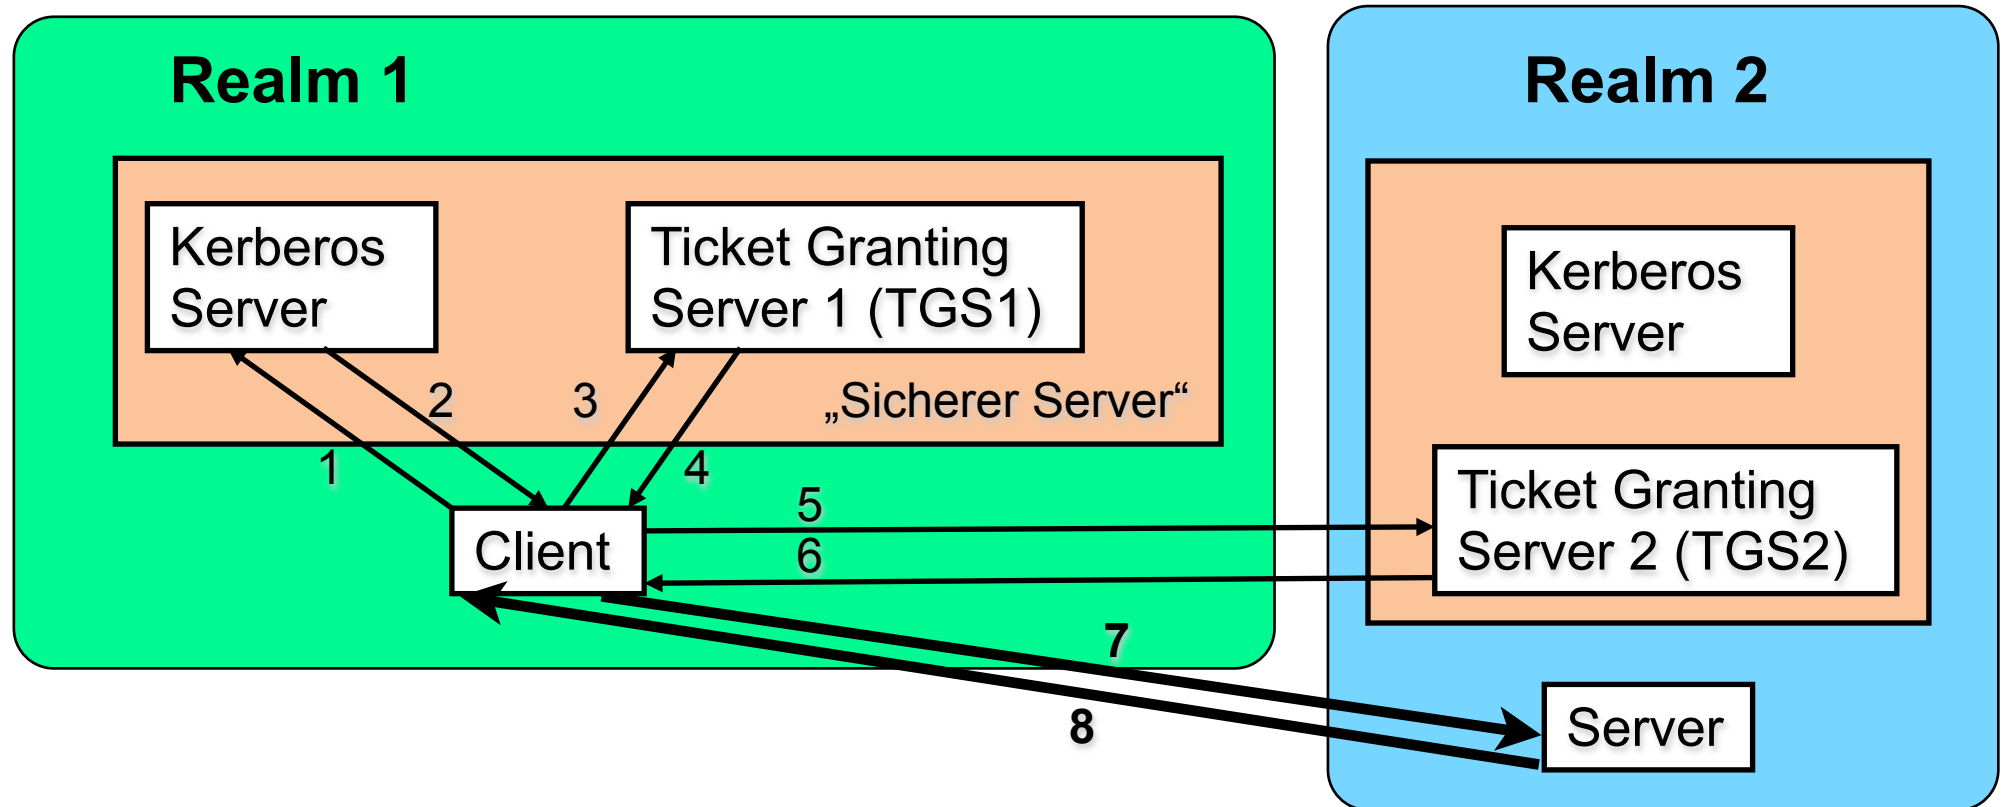 Realm 1
Realm 2
Kerberos
Server
Ticket Granting
Server 1 (TGS1)
Kerberos
Server
2
3
„Sicherer Server“
1
4
5
Ticket Granting
Server 2 (TGS2)
Client
6
7
8
Server